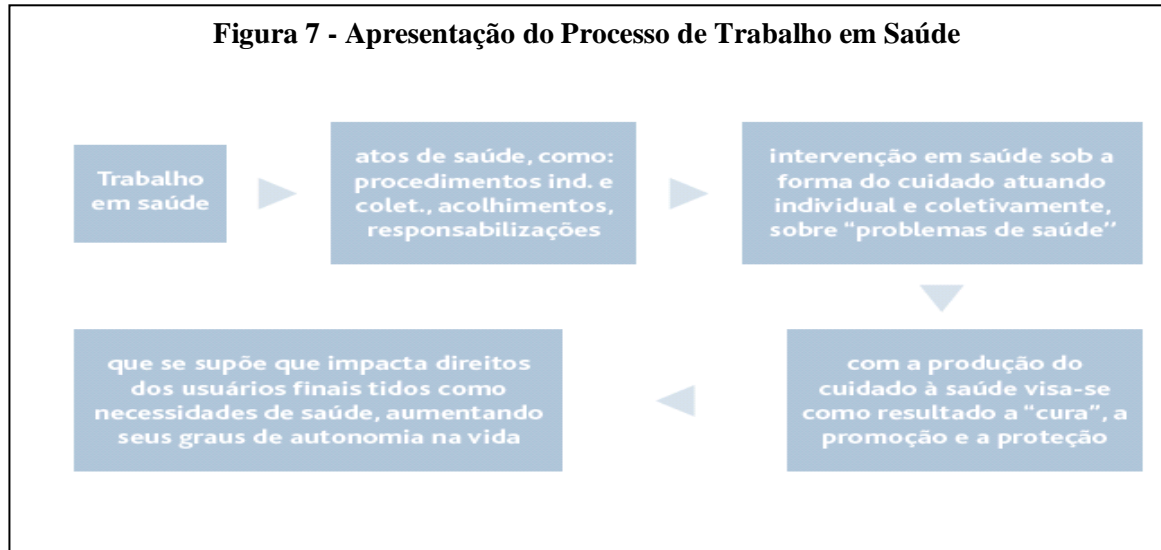 Figura 7 - Apresentação do Processo de Trabalho em Saúde
Trabalho
em saúde
atos de saúde, como:
procedimentos ind. e
colet., acolhimentos,
responsabilizações
intervenção em saúde sob a
forma do cuidado atuando
individual e coletivamente,
sobre “problemas de saúde”
com a produção do
cuidado à saúde visa-se
como resultado a “cura”, a
promoção e a proteção
que se supõe que impacta direitos
dos usuários finais tidos como
necessidades de saúde, aumentando
seus graus de autonomia na vida